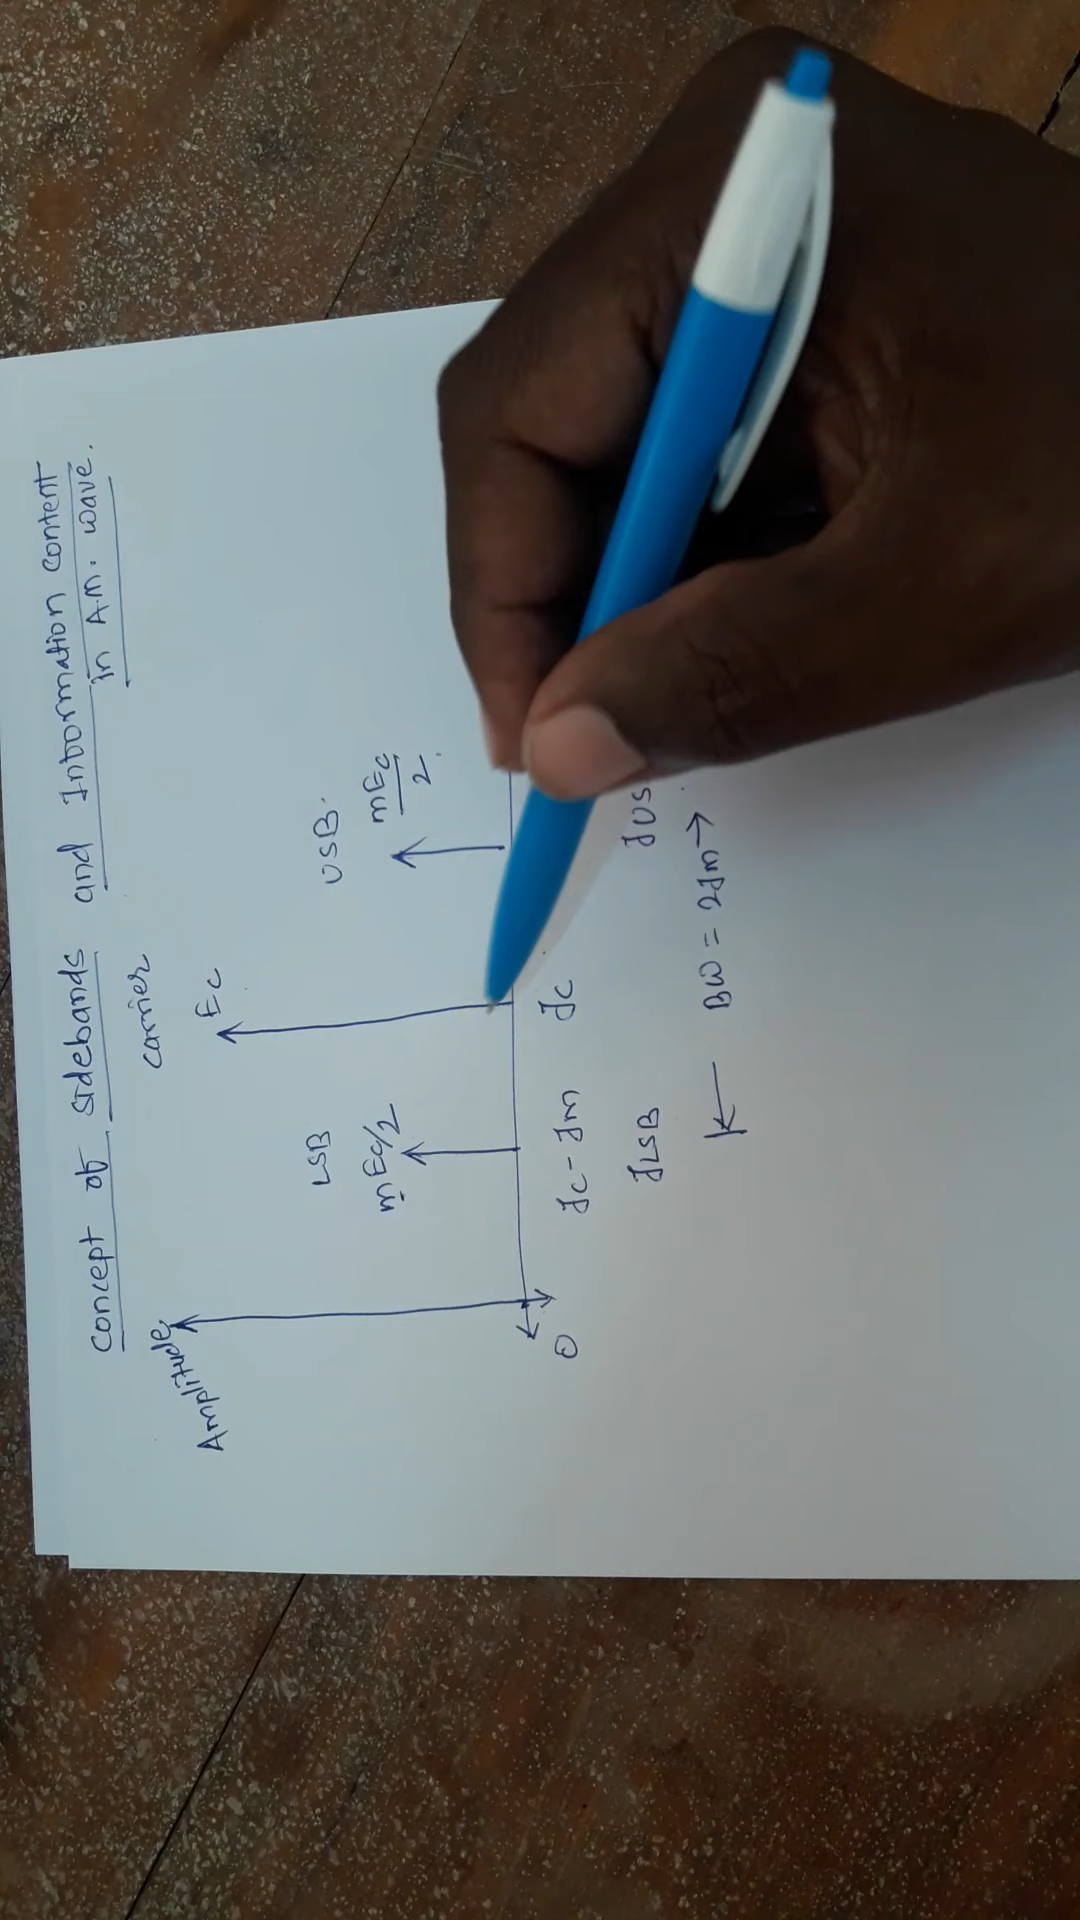 Concept of sidebands and Information content
in A.M. wave.
Amplitude
carrier
Ec
LSB
USB.
mEc/2
mEc
2
0
fc-fm
fc
fLSB
fUS
BW = 2fm